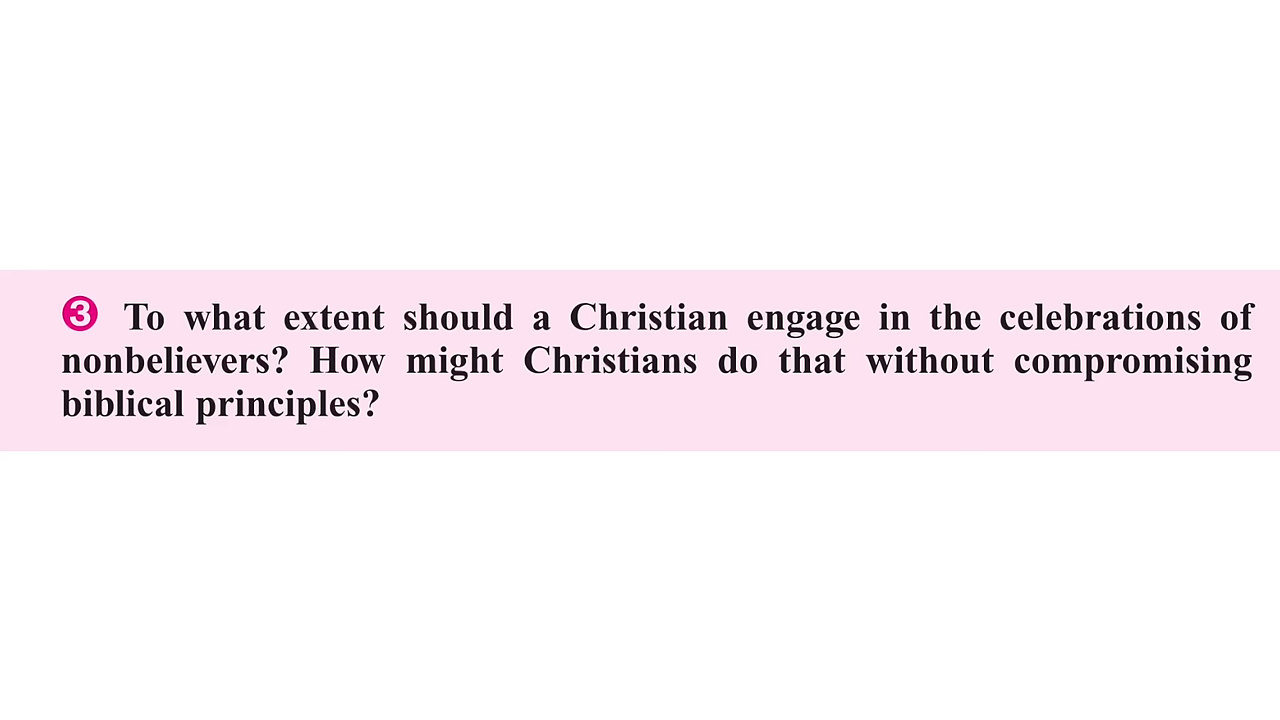 ❸ To what extent should a Christian engage in the celebrations of
nonbelievers? How might Christians do that without compromising
biblical principles?